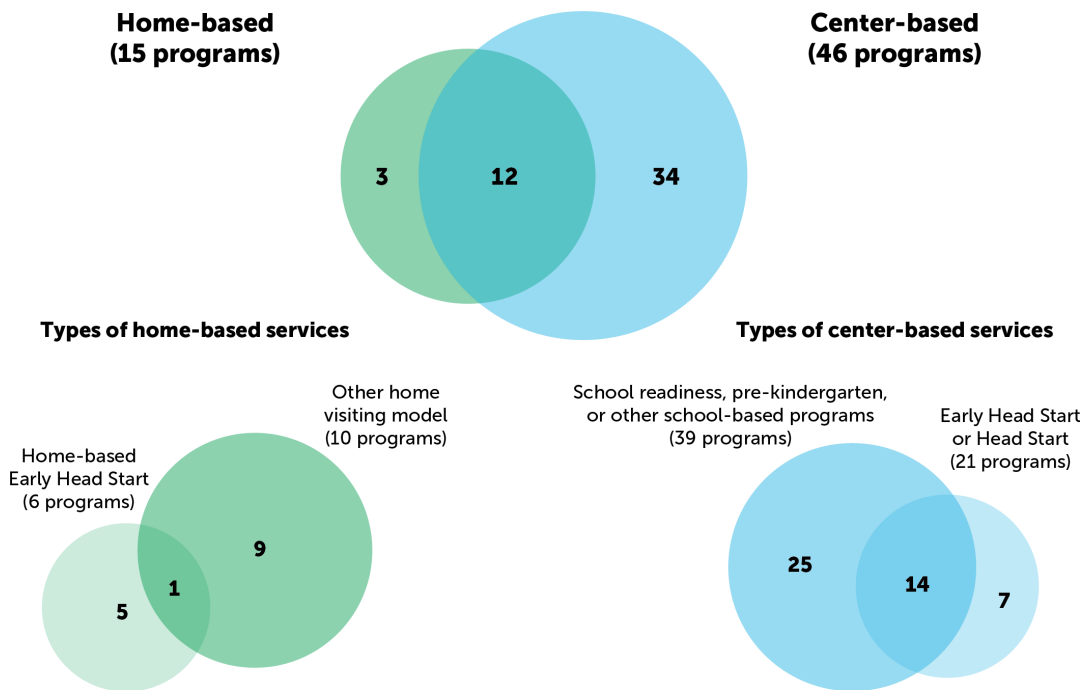 Home-based
(15 programs)
Center-based
(46 programs)
3
12
34
Types of home-based services
Types of center-based services
Other home
visiting model
(10 programs)
Home-based
Early Head Start
(6 programs)
9
1
5
School readiness, pre-kindergarten,
or other school-based programs
(39 programs)
Early Head Start
or Head Start
(21 programs)
25
14
7